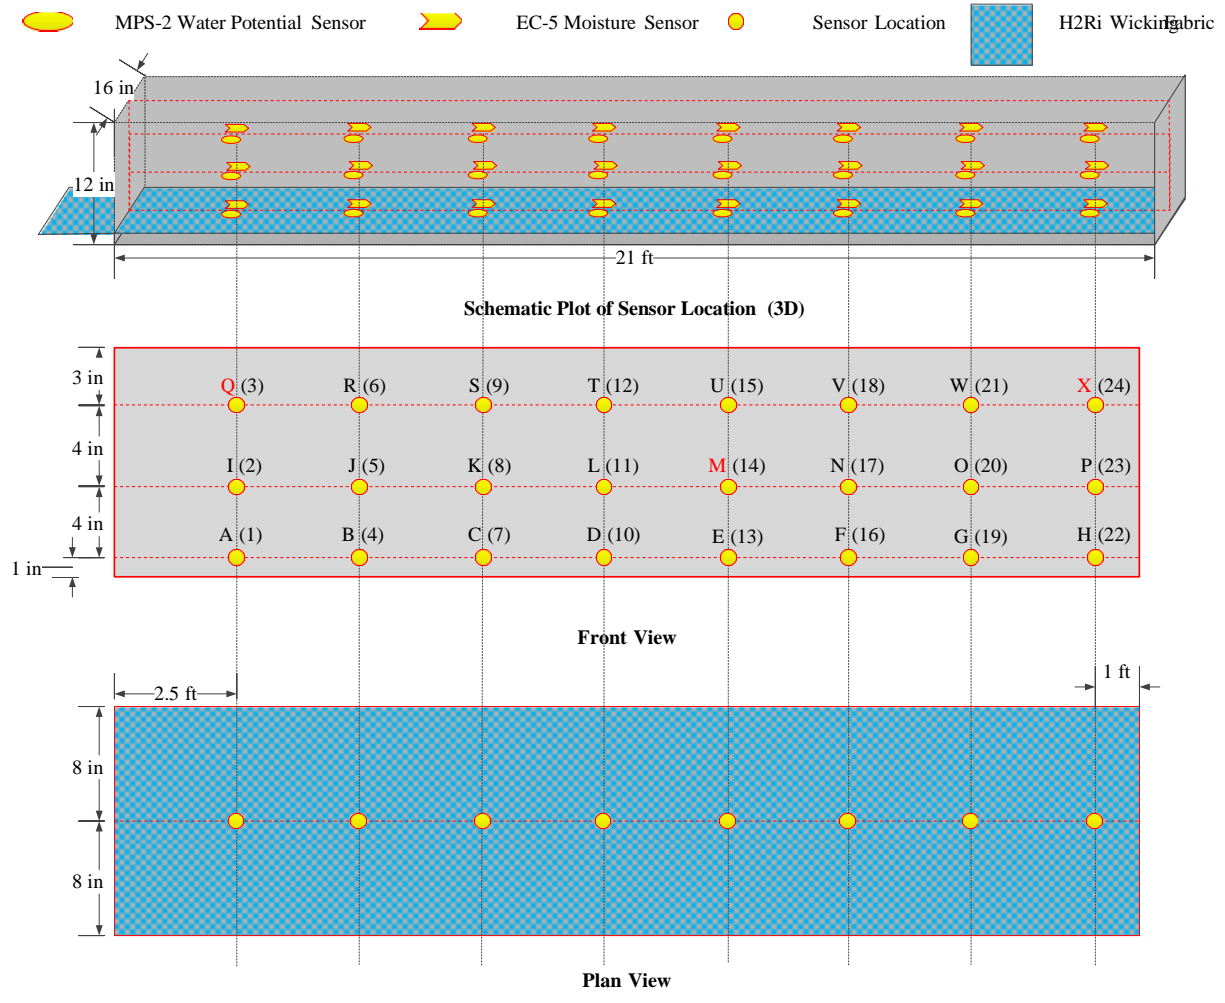 MPS-2 Water Potential Sensor
EC-5 Moisture Sensor
Sensor Location
H2Ri Wicking Fabric
16 in
12 in
21 ft
Schematic Plot of Sensor Location (3D)
3 in
Q (3)
R (6)
S (9)
T (12)
U (15)
V (18)
W (21)
X (24)
4 in
I (2)
J (5)
K (8)
L (11)
M (14)
N (17)
O (20)
P (23)
4 in
A (1)
B (4)
C (7)
D (10)
E (13)
F (16)
G (19)
H (22)
1 in
Front View
2.5 ft
1 ft
8 in
8 in
Plan View